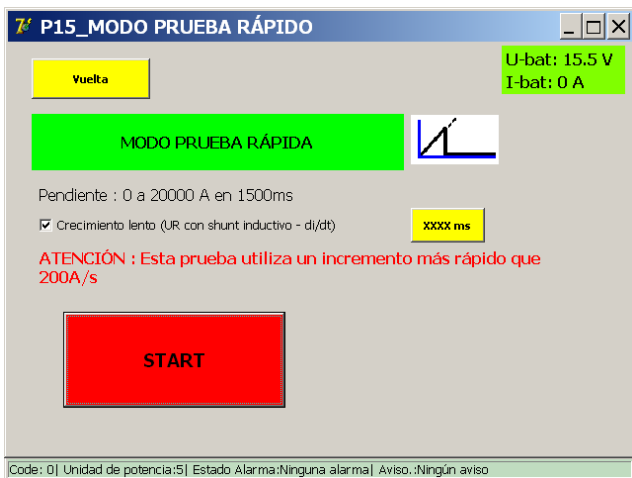 P15_MODO PRUEBA RÁPIDO
U-bat: 15.5 V
I-bat: 0 A
Vuelta
MODO PRUEBA RÁPIDA
Pendiente : 0 a 20000 A en 1500ms
Crecimiento lento (UR con shunt inductivo - di/dt)
XXXX ms
ATENCIÓN : Esta prueba utiliza un incremento más rápido que
200A/s
START
Code: 0| Unidad de potencia:5| Estado Alarma:Ninguna alarma| Aviso.:Ningún aviso